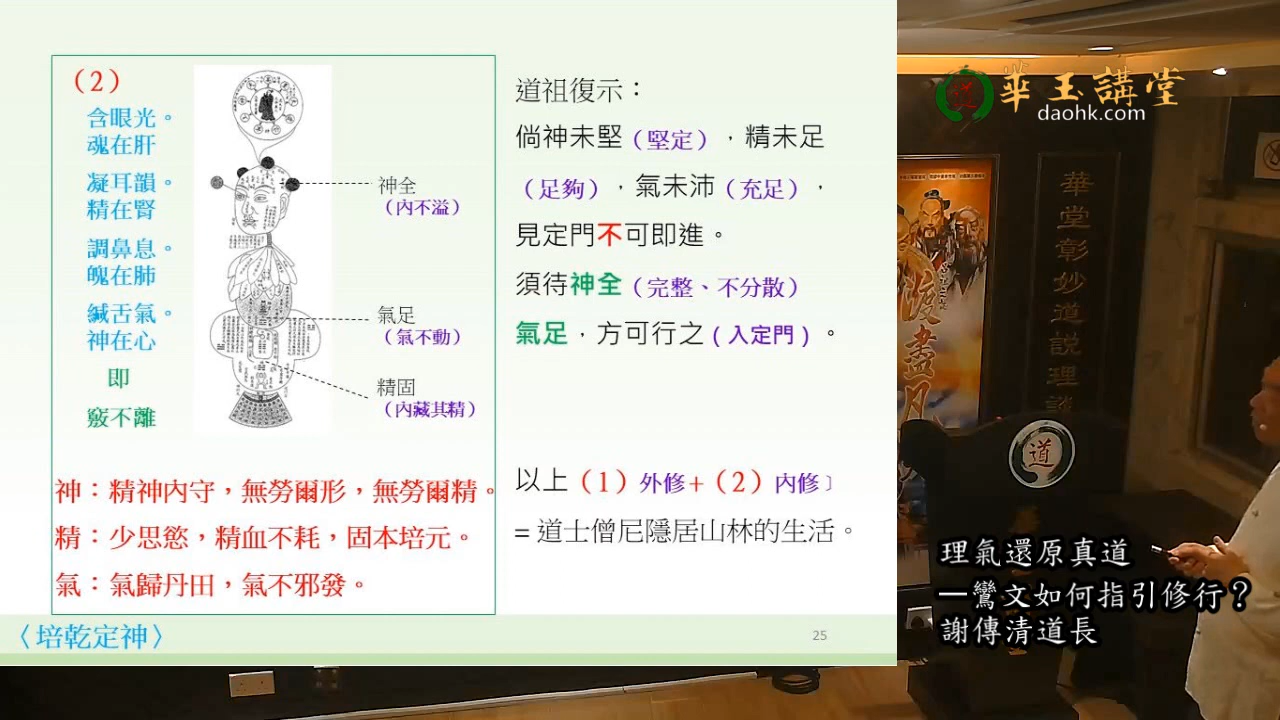 （2）
含眼光。
魂在肝
凝耳韻。
精在腎
調鼻息。
魄在肺
緘舌氣。
神在心
即
竅不離
神全
（內不溢）
氣足
（氣不動）
精固
（內藏其精）
神：精神內守，無勞爾形，無勞爾精。
精：少思慾，精血不耗，固本培元。
氣：氣歸丹田，氣不邪發。
〈培乾定神〉
道祖復示：
倘神未堅（堅定），精未足
（足夠），氣未沛（充足），
見定門不可即進。
須待神全（完整、不分散）
氣足，方可行之（入定門）。
以上（1）外修+（2）內修〕
= 道士僧尼隱居山林的生活。
25
道
華玉講堂
daohk.com
渡盡凡
華堂彰妙道説理談
道
理氣還原真道
—鸞文如何指引修行？
謝傳清道長